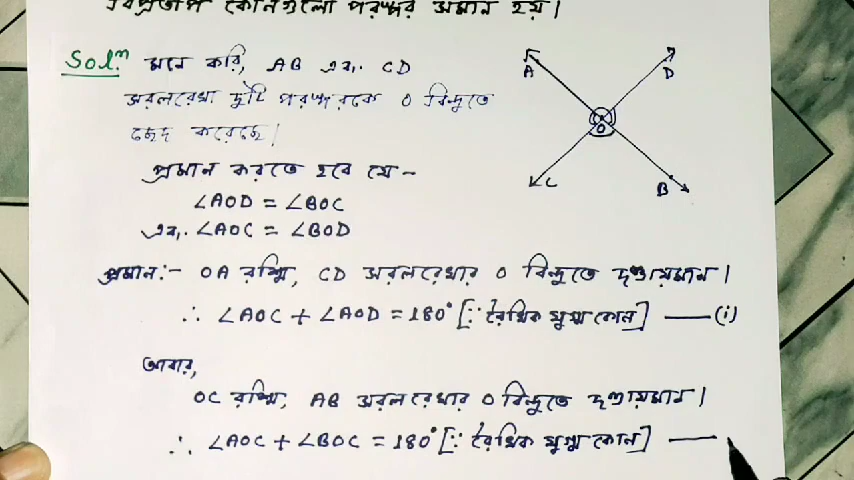 বিপ্রতীপ কোনগুলো পরস্পর সমান হয়।
Solⁿ মনে করি, AB এবং CD
সরলরেখা দুটি পরস্পরকে O বিন্দুতে
ছেদ করেছে।
প্রমান করতে হবে যে -
∠AOD = ∠BOC
এবং ∠AOC = ∠BOD
প্রমান:- OA রশ্মি, CD সরলরেখার O বিন্দুতে দণ্ডায়মান।
∴ ∠AOC + ∠AOD = 180° [∵ রৈখিক যুগ্ম কোন] —— (i)
আবার,
OC রশ্মি, AB সরলরেখার O বিন্দুতে দণ্ডায়মান।
∴ ∠AOC + ∠BOC = 180° [∵ রৈখিক যুগ্ম কোন] ——
A
D
O
C
B